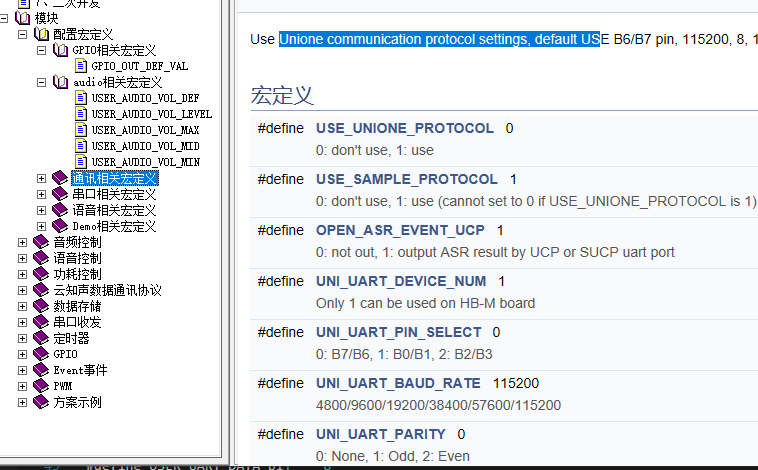 7、二次开发
模块
配置宏定义
GPIO相关宏定义
GPIO_OUT_DEF_VAL
audio相关宏定义
USER_AUDIO_VOL_DEF
USER_AUDIO_VOL_LEVEL
USER_AUDIO_VOL_MAX
USER_AUDIO_VOL_MID
USER_AUDIO_VOL_MIN
通讯相关宏定义
串口相关宏定义
语音相关宏定义
Demo相关宏定义
音频控制
语音控制
功耗控制
云知声数据通讯协议
数据存储
串口收发
定时器
GPIO
Event事件
PWM
方案示例
Use Unione communication protocol settings, default USE B6/B7 pin, 115200, 8, 1
宏定义
#define USE_UNIONE_PROTOCOL 0
0: don't use, 1: use
#define USE_SAMPLE_PROTOCOL 1
0: don't use, 1: use (cannot set to 0 if USE_UNIONE_PROTOCOL is 1)
#define OPEN_ASR_EVENT_UCP 1
0: not out, 1: output ASR result by UCP or SUCP uart port
#define UNI_UART_DEVICE_NUM 1
Only 1 can be used on HB-M board
#define UNI_UART_PIN_SELECT 0
0: B7/B6, 1: B0/B1, 2: B2/B3
#define UNI_UART_BAUD_RATE 115200
4800/9600/19200/38400/57600/115200
#define UNI_UART_PARITY 0
0: None, 1: Odd, 2: Even